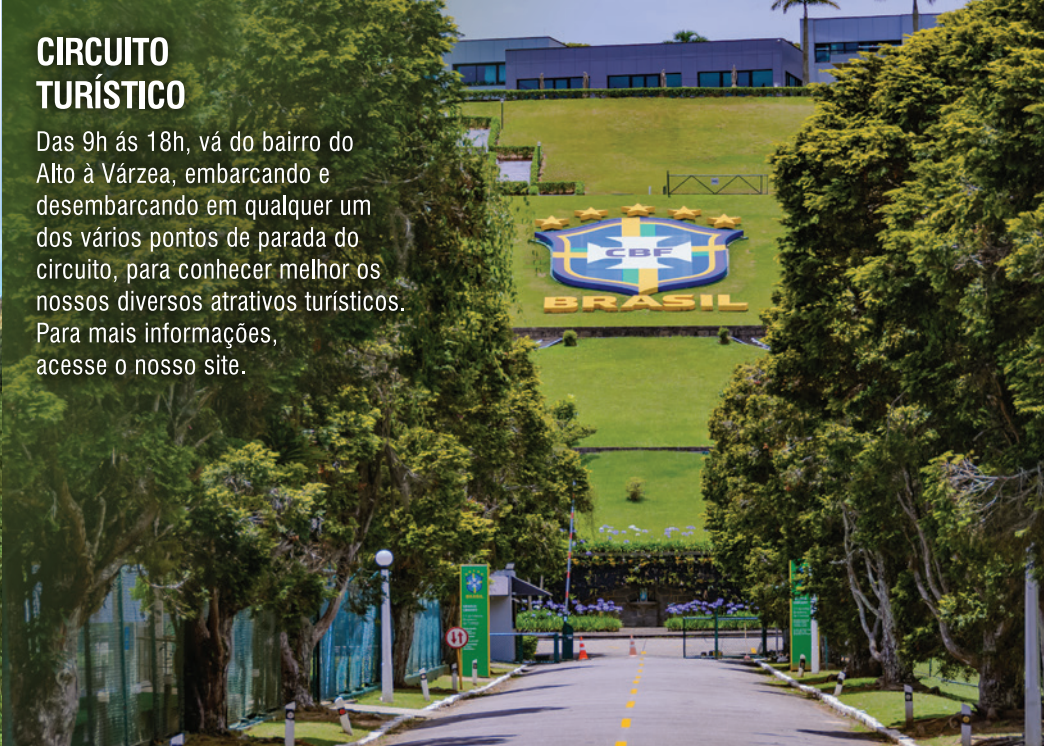 CIRCUITO
TURÍSTICO
Das 9h ás 18h, vá do bairro do
Alto à Várzea, embarcando e
desembarcando em qualquer um
dos vários pontos de parada do
circuito, para conhecer melhor os
nossos diversos atrativos turísticos.
Para mais informações,
acesse o nosso site.
CBF
BRASIL
BRASIL